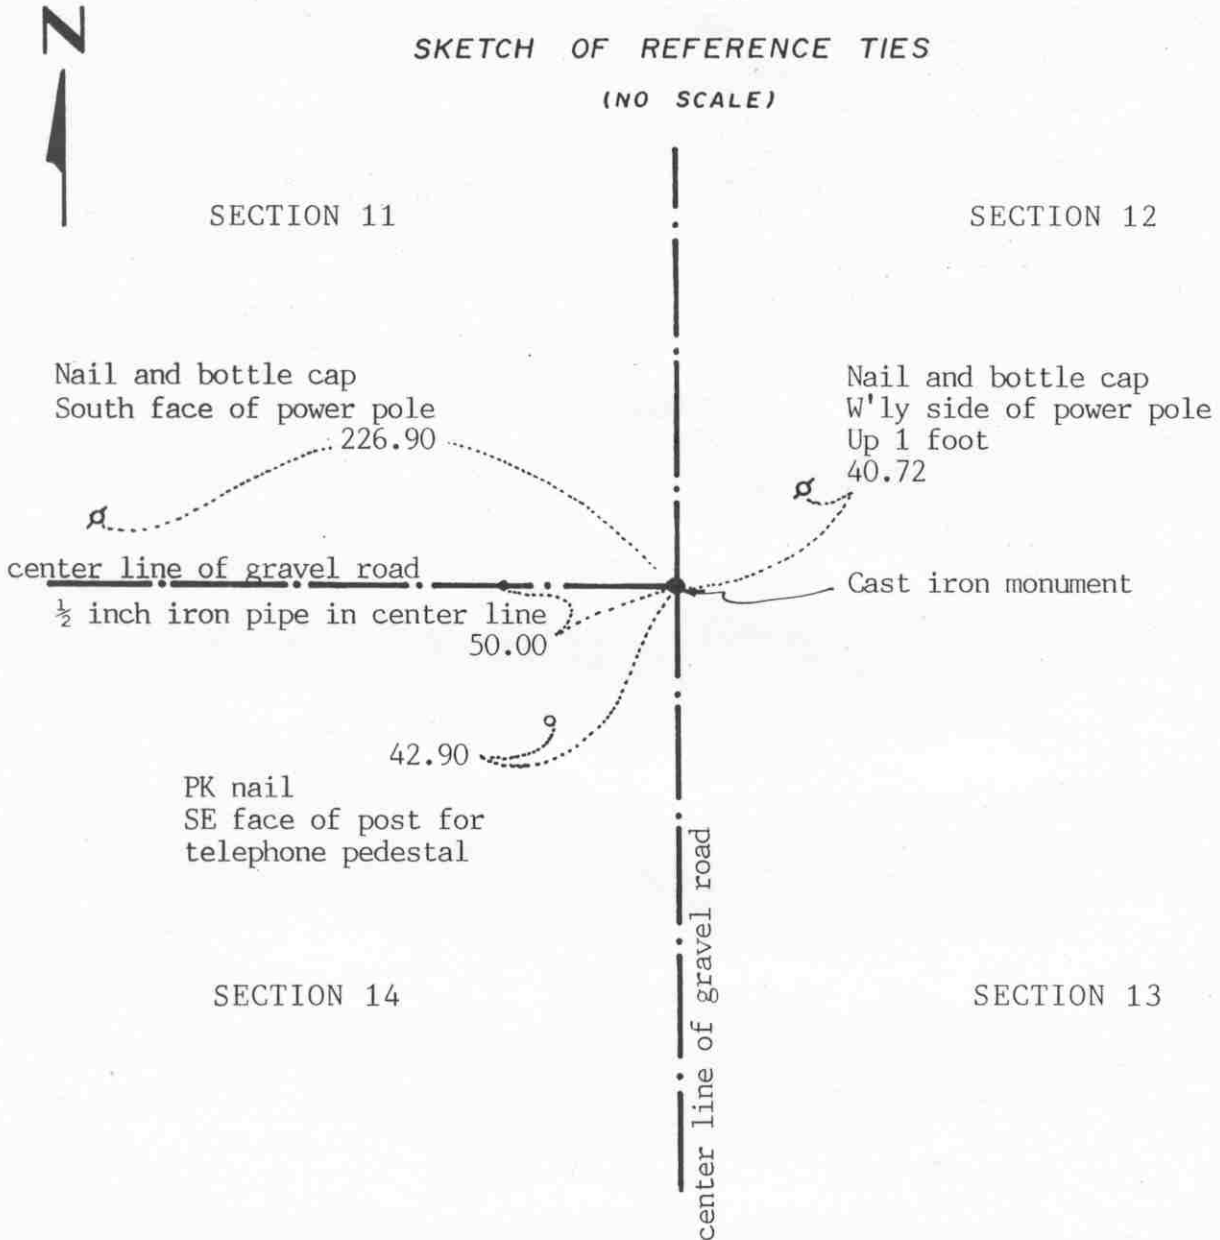 N
SKETCH OF REFERENCE TIES
(NO SCALE)
SECTION 11
SECTION 12
Nail and bottle cap
South face of power pole
226.90
Nail and bottle cap
W'ly side of power pole
Up 1 foot
40.72
center line of gravel road
Cast iron monument
½ inch iron pipe in center line
50.00
42.90
PK nail
SE face of post for
telephone pedestal
center line of gravel road
SECTION 14
SECTION 13